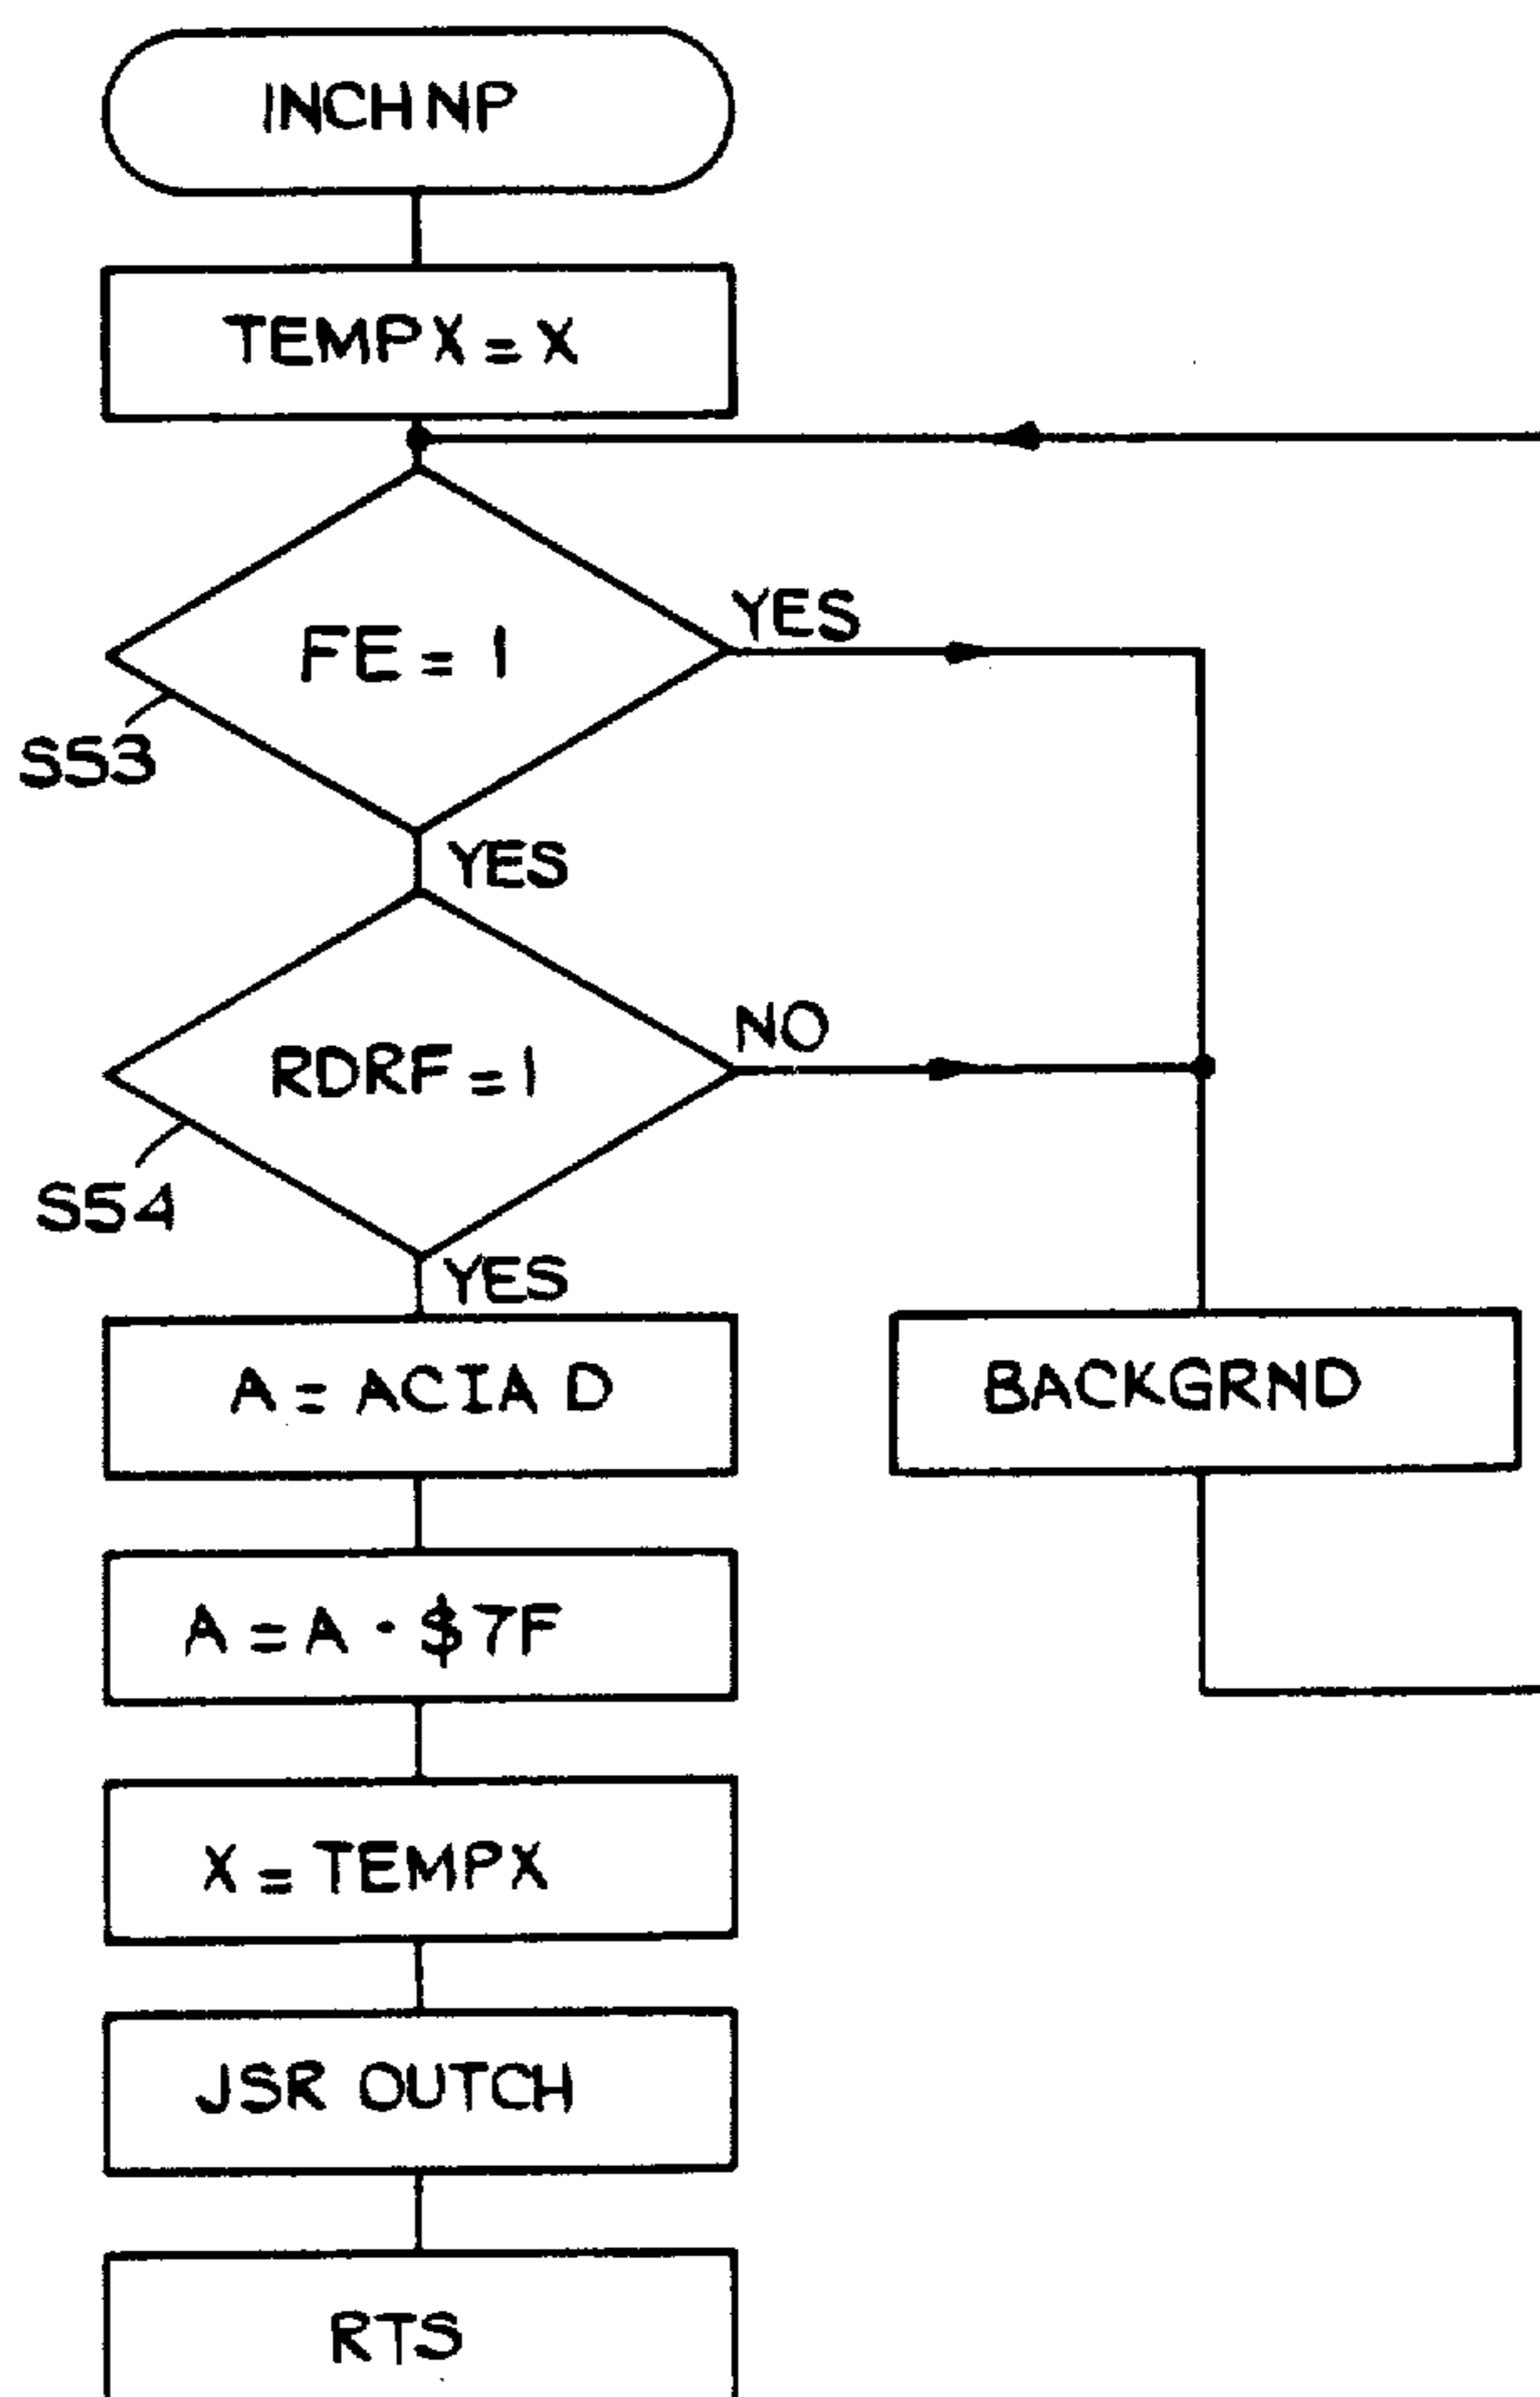 INCHNP
TEMPX = X
FE = 1
YES
S53
YES
RDRF = 1
NO
S54
YES
A = ACIA D
BACKGRND
A = A · $7F
X = TEMPX
JSR OUTCH
RTS